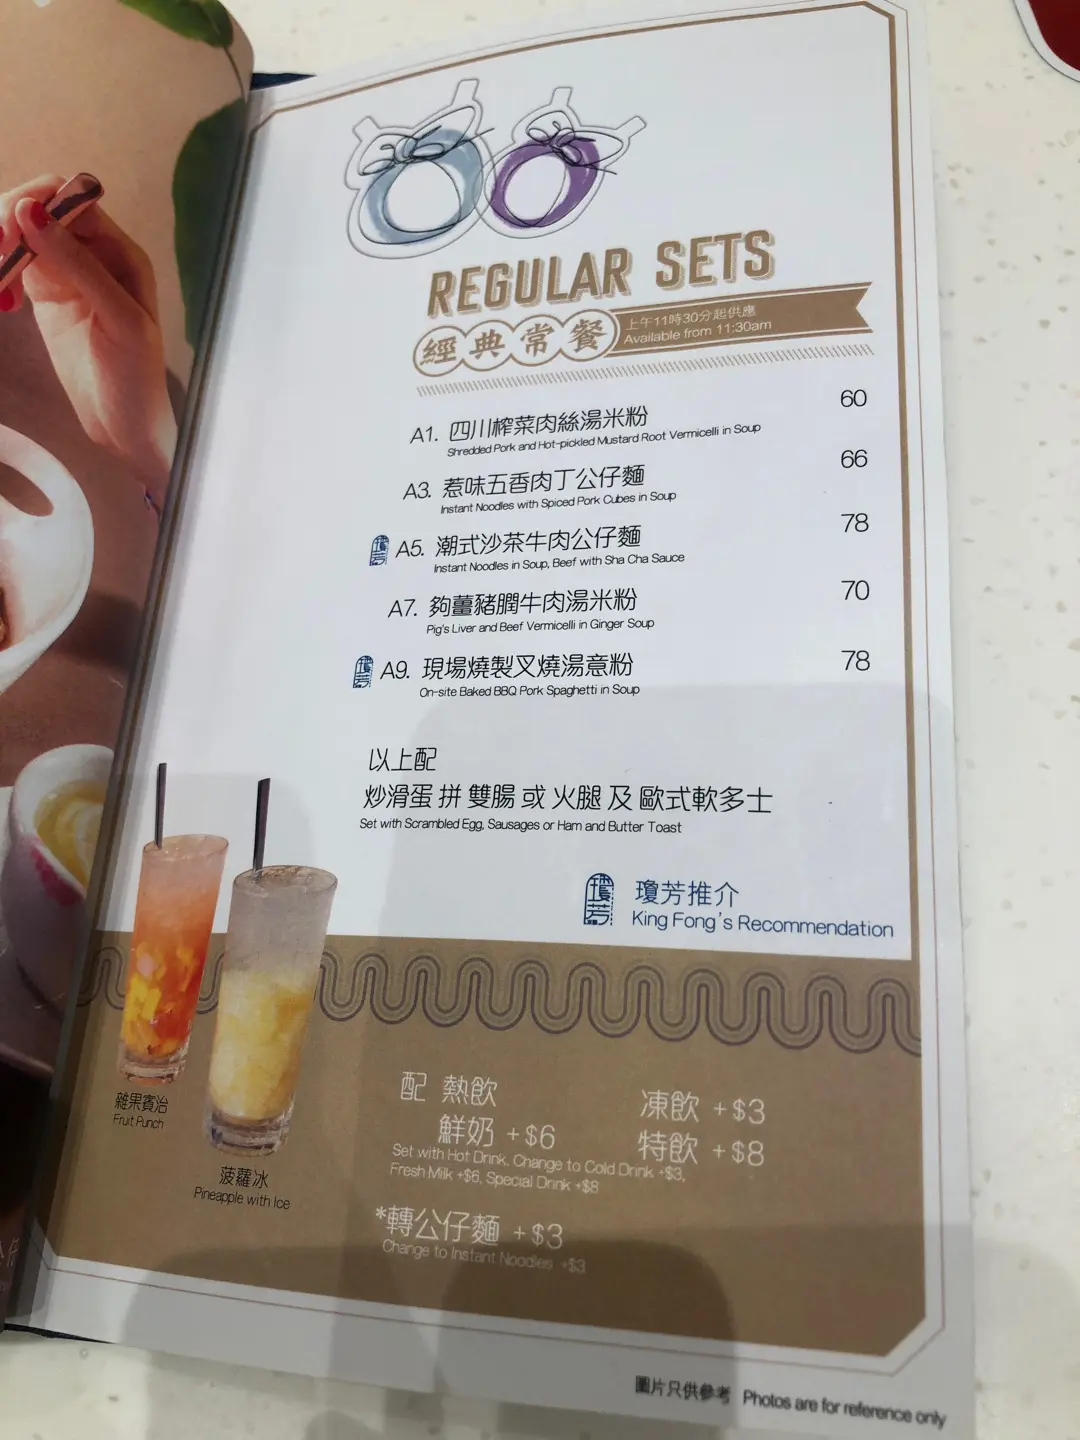 REGULAR SETS
經典常餐
上午11時30分起供應
Available from 11:30am
A1. 四川榨菜肉絲湯米粉 60
Shredded Pork and Hot-pickled Mustard Root Vermicelli in Soup
A3. 惹味五香肉丁公仔麵 66
Instant Noodles with Spiced Pork Cubes in Soup
瓊芳 A5. 潮式沙茶牛肉公仔麵 78
Instant Noodles in Soup, Beef with Sha Cha Sauce
A7. 夠薑豬膶牛肉湯米粉 70
Pig's Liver and Beef Vermicelli in Ginger Soup
瓊芳 A9. 現場燒製叉燒湯意粉 78
On-site Baked BBQ Pork Spaghetti in Soup
以上配
炒滑蛋 拼 雙腸 或 火腿 及 歐式軟多士
Set with Scrambled Egg, Sausages or Ham and Butter Toast
瓊芳 瓊芳推介
King Fong's Recommendation
雜果賓治
Fruit Punch
菠蘿冰
Pineapple with Ice
配 熱飲 凍飲 +$3
鮮奶 +$6 特飲 +$8
Set with Hot Drink. Change to Cold Drink +$3,
Fresh Milk +$6, Special Drink +$8
*轉公仔麵 +$3
Change to Instant Noodles +$3
圖片只供參考 Photos are for reference only